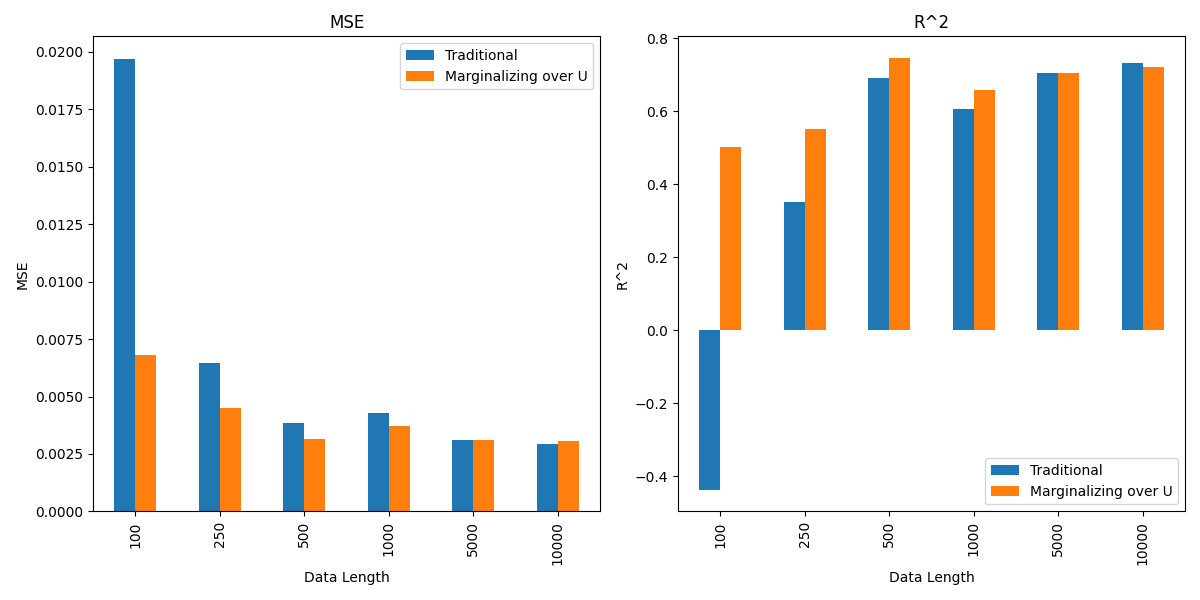 MSE
Traditional
Marginalizing over U
MSE
0.0200
0.0175
0.0150
0.0125
0.0100
0.0075
0.0050
0.0025
0.0000
100
250
500
1000
5000
10000
Data Length
R^2
R^2
0.8
0.6
0.4
0.2
0.0
−0.2
−0.4
Traditional
Marginalizing over U
100
250
500
1000
5000
10000
Data Length